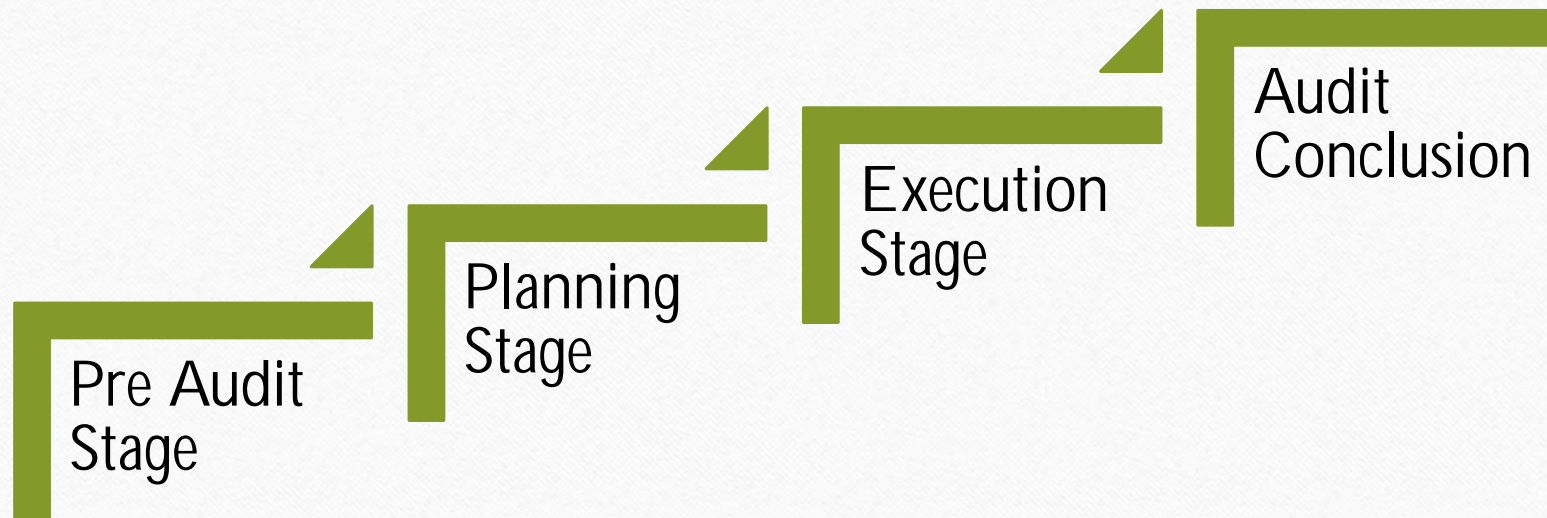 Pre Audit
Stage
Planning
Stage
Execution
Stage
Audit
Conclusion